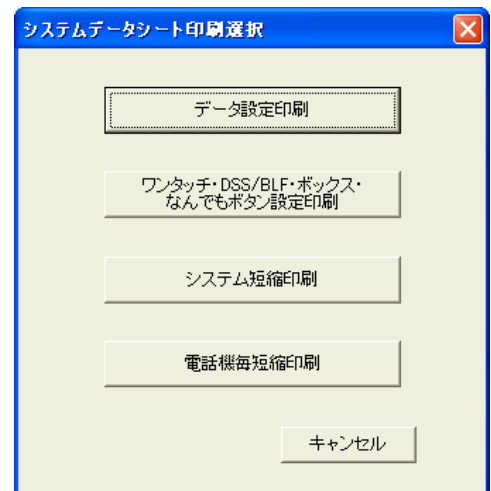 システムデータシート印刷選択
データ設定印刷
ワンタッチ・DSS/BLF・ボックス・
なんでもボタン設定印刷
システム短縮印刷
電話機毎短縮印刷
キャンセル